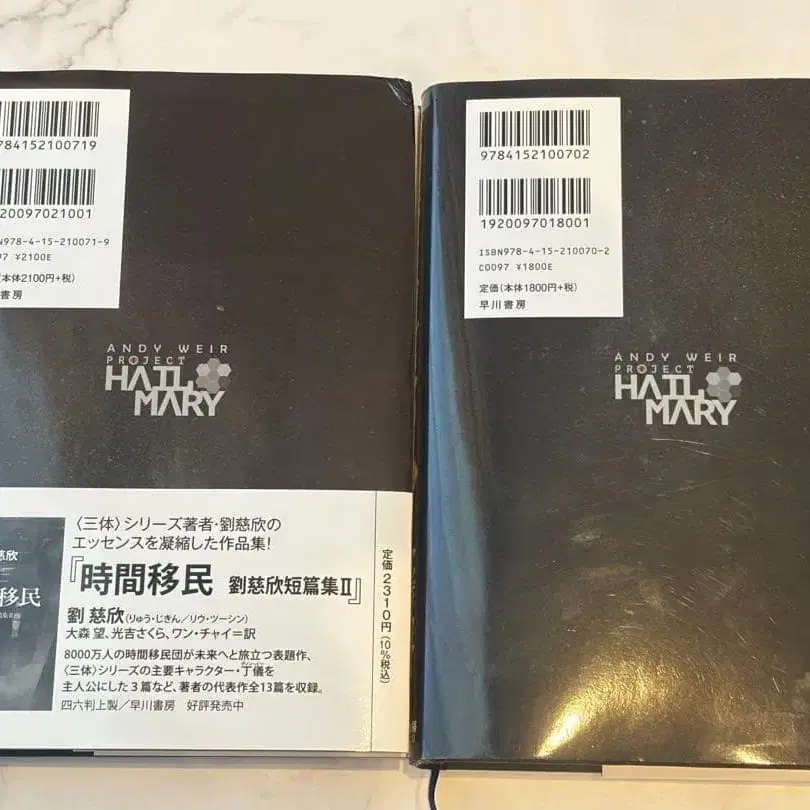 784152100719
20097021001
N978-4-15-210071-9
097 ¥2100E
(本体2100円+税)
書房
ANDY WEIR
PROJECT
HAIL
MARY
〈三体〉シリーズ著者・劉慈欣の
エッセンスを凝縮した作品集!
『時間移民 劉慈欣短篇集Ⅱ』
劉 慈欣(りゅう・じきん/リウ・ツーシン)
大森 望、光吉さくら、ワン・チャイ=訳
8000万人の時間移民団が未来へと旅立つ表題作、
〈三体〉シリーズの主要キャラクター・丁儀を
主人公にした3篇など、著者の代表作全13篇を収録。
四六判上製/早川書房 好評発売中
慈欣
移民
定価2310円(10%税込)
9784152100702
1920097018001
ISBN978-4-15-210070-2
C0097 ¥1800E
定価(本体1800円+税)
早川書房
ANDY WEIR
PROJECT
HAIL
MARY